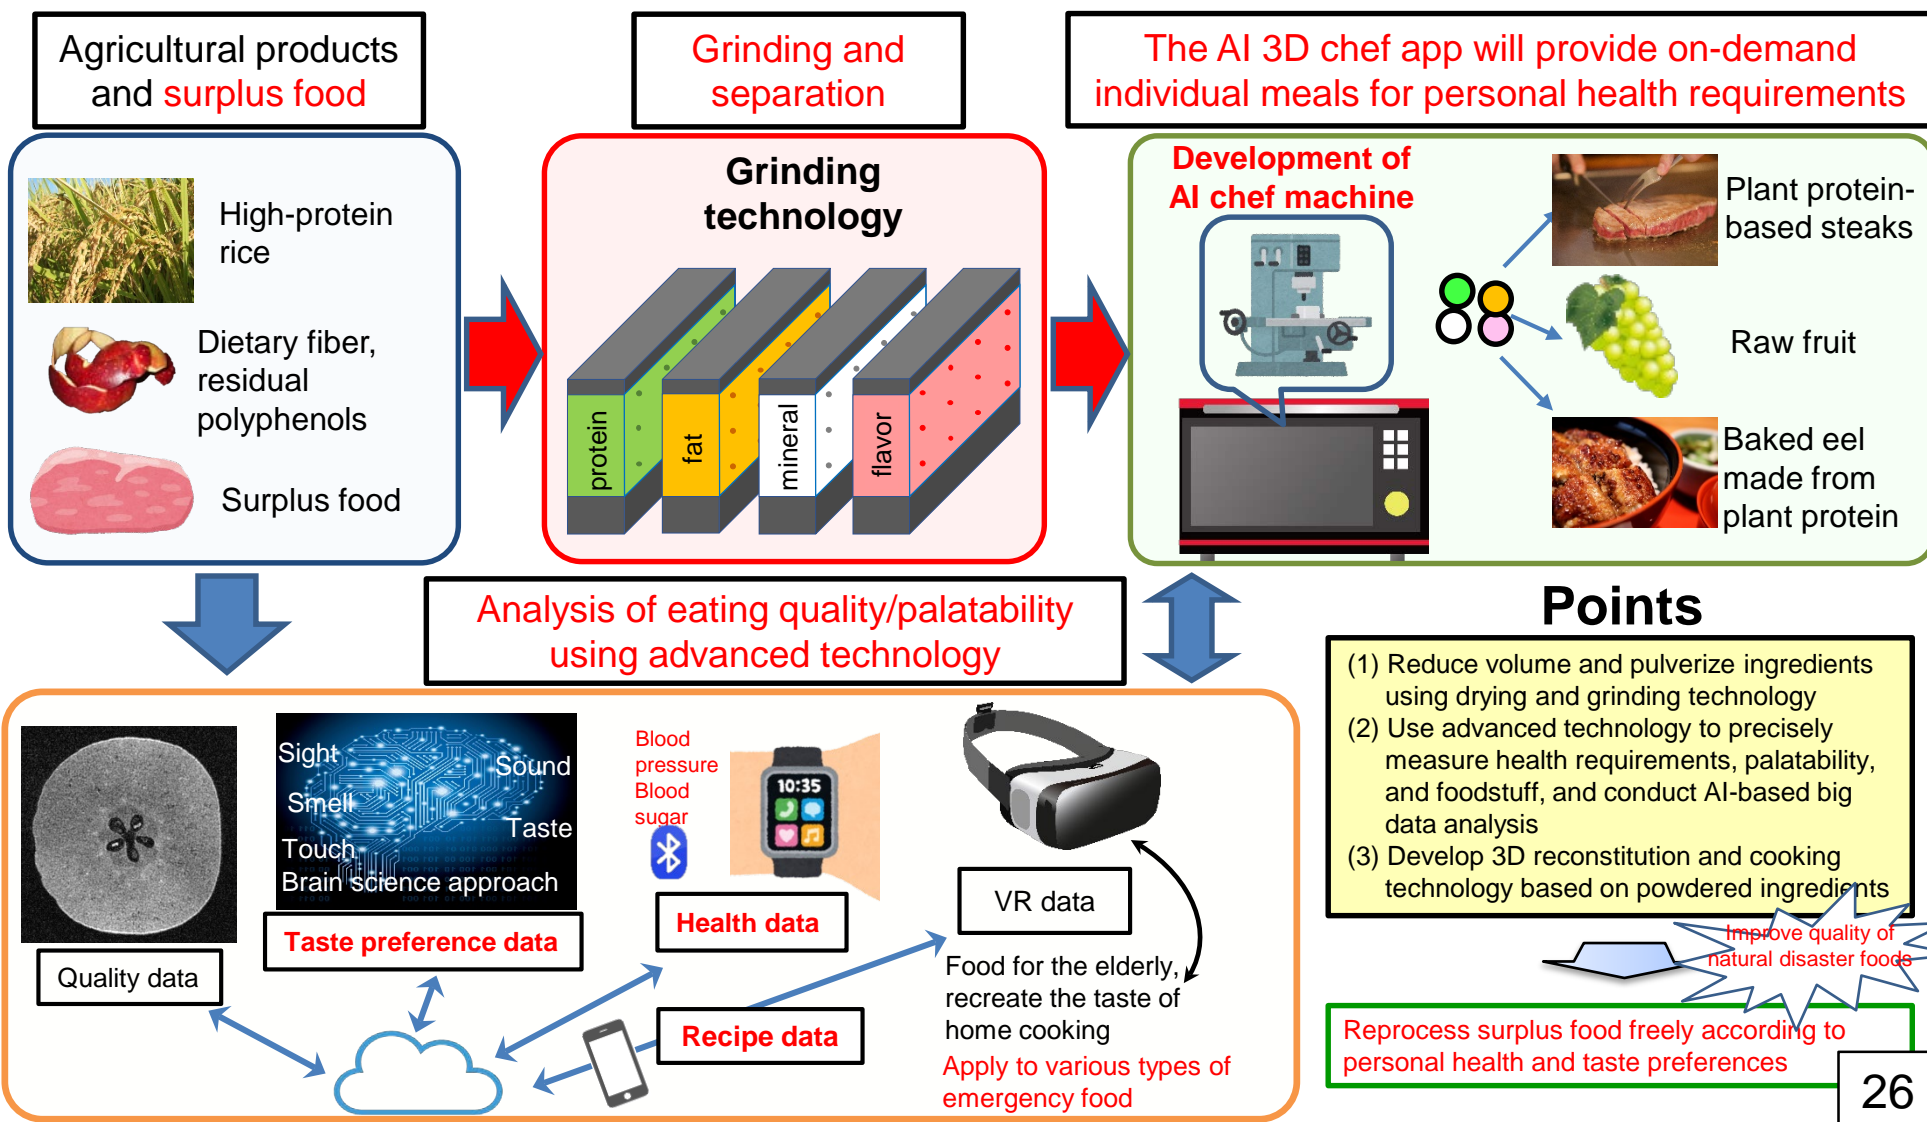 Agricultural products
and surplus food
Grinding and
separation
The AI 3D chef app will provide on-demand
individual meals for personal health requirements
High-protein
rice
Dietary fiber,
residual
polyphenols
Surplus food
Grinding
technology
protein
fat
mineral
flavor
Development of
AI chef machine
Plant protein-
based steaks
Raw fruit
Baked eel
made from
plant protein
Analysis of eating quality/palatability
using advanced technology
Quality data
Sight
Sound
Smell
Taste
Touch
Brain science approach
Taste preference data
Blood
pressure
Blood
sugar
10:35
Health data
VR data
Recipe data
Food for the elderly,
recreate the taste of
home cooking
Apply to various types of
emergency food
Points
(1) Reduce volume and pulverize ingredients
using drying and grinding technology
(2) Use advanced technology to precisely
measure health requirements, palatability,
and foodstuff, and conduct AI-based big
data analysis
(3) Develop 3D reconstitution and cooking
technology based on powdered ingredients
Improve quality of
natural disaster foods
Reprocess surplus food freely according to
personal health and taste preferences
26